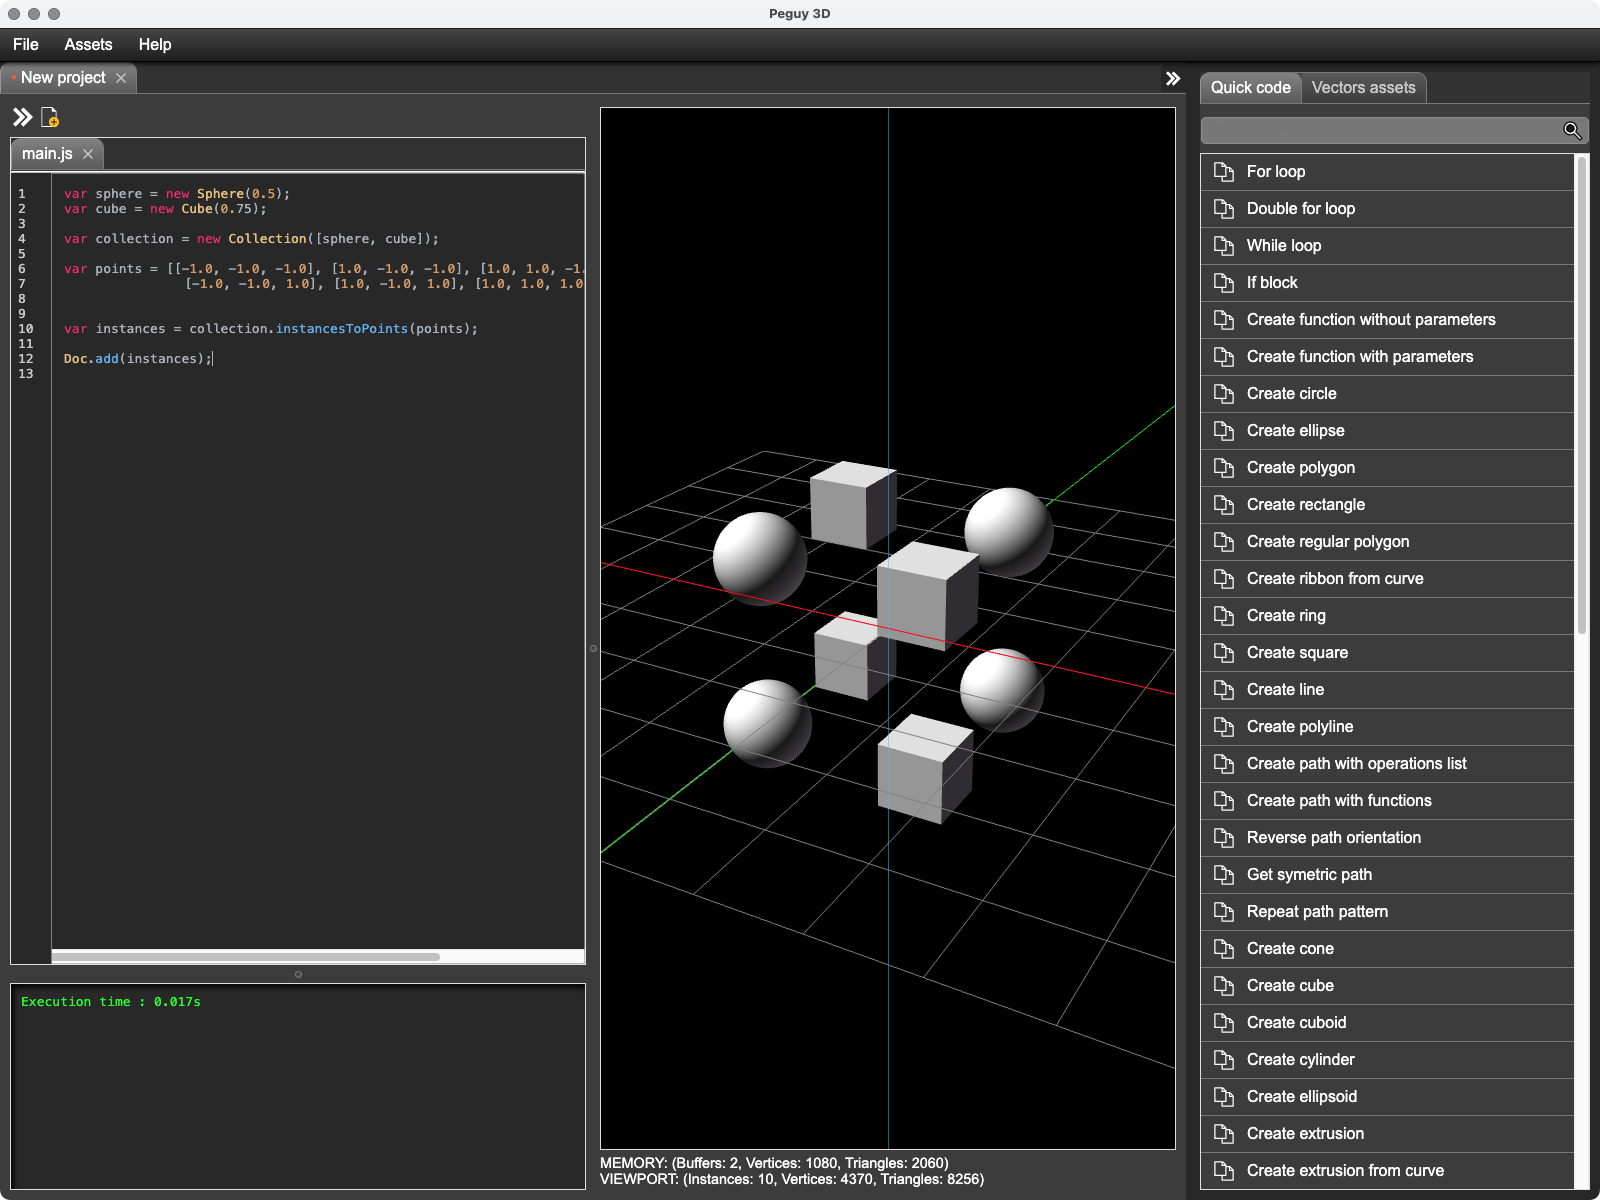 Peguy 3D
File Assets Help
New project
main.js
1 var sphere = new Sphere(0.5);
2 var cube = new Cube(0.75);
3
4 var collection = new Collection([sphere, cube]);
5
6 var points = [[-1.0, -1.0, -1.0], [1.0, -1.0, -1.0], [1.0, 1.0, -1.
7 [-1.0, -1.0, 1.0], [1.0, -1.0, 1.0], [1.0, 1.0, 1.0
8
9
10 var instances = collection.instancesToPoints(points);
11
12 Doc.add(instances);
13
Execution time : 0.017s
MEMORY: (Buffers: 2, Vertices: 1080, Triangles: 2060)
VIEWPORT: (Instances: 10, Vertices: 4370, Triangles: 8256)
Quick code Vectors assets
For loop
Double for loop
While loop
If block
Create function without parameters
Create function with parameters
Create circle
Create ellipse
Create polygon
Create rectangle
Create regular polygon
Create ribbon from curve
Create ring
Create square
Create line
Create polyline
Create path with operations list
Create path with functions
Reverse path orientation
Get symetric path
Repeat path pattern
Create cone
Create cube
Create cuboid
Create cylinder
Create ellipsoid
Create extrusion
Create extrusion from curve